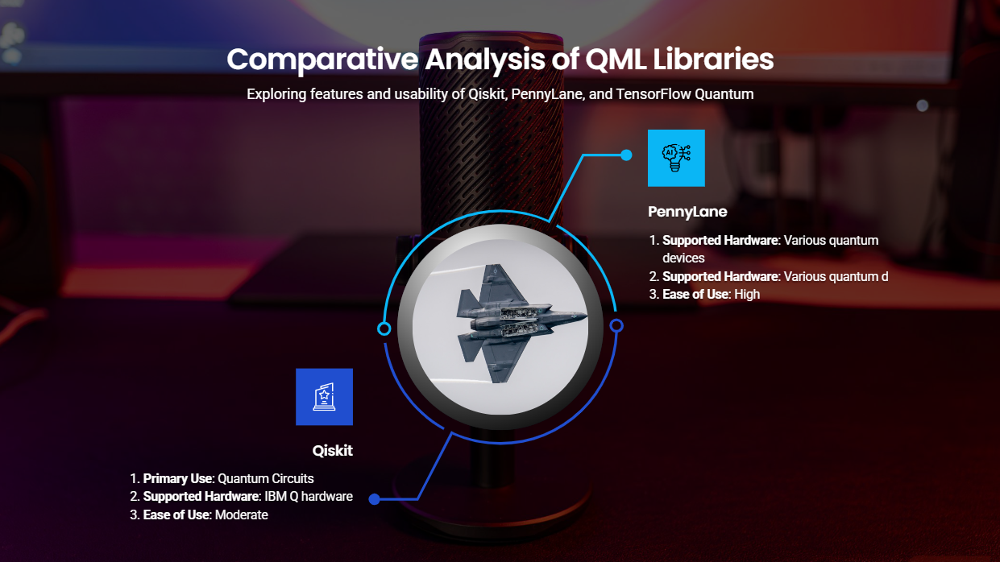 Comparative Analysis of QML Libraries
Exploring features and usability of Qiskit, PennyLane, and TensorFlow Quantum
AI
PennyLane
1. Supported Hardware: Various quantum
devices
2. Supported Hardware: Various quantum d
3. Ease of Use: High
Qiskit
1. Primary Use: Quantum Circuits
2. Supported Hardware: IBM Q hardware
3. Ease of Use: Moderate